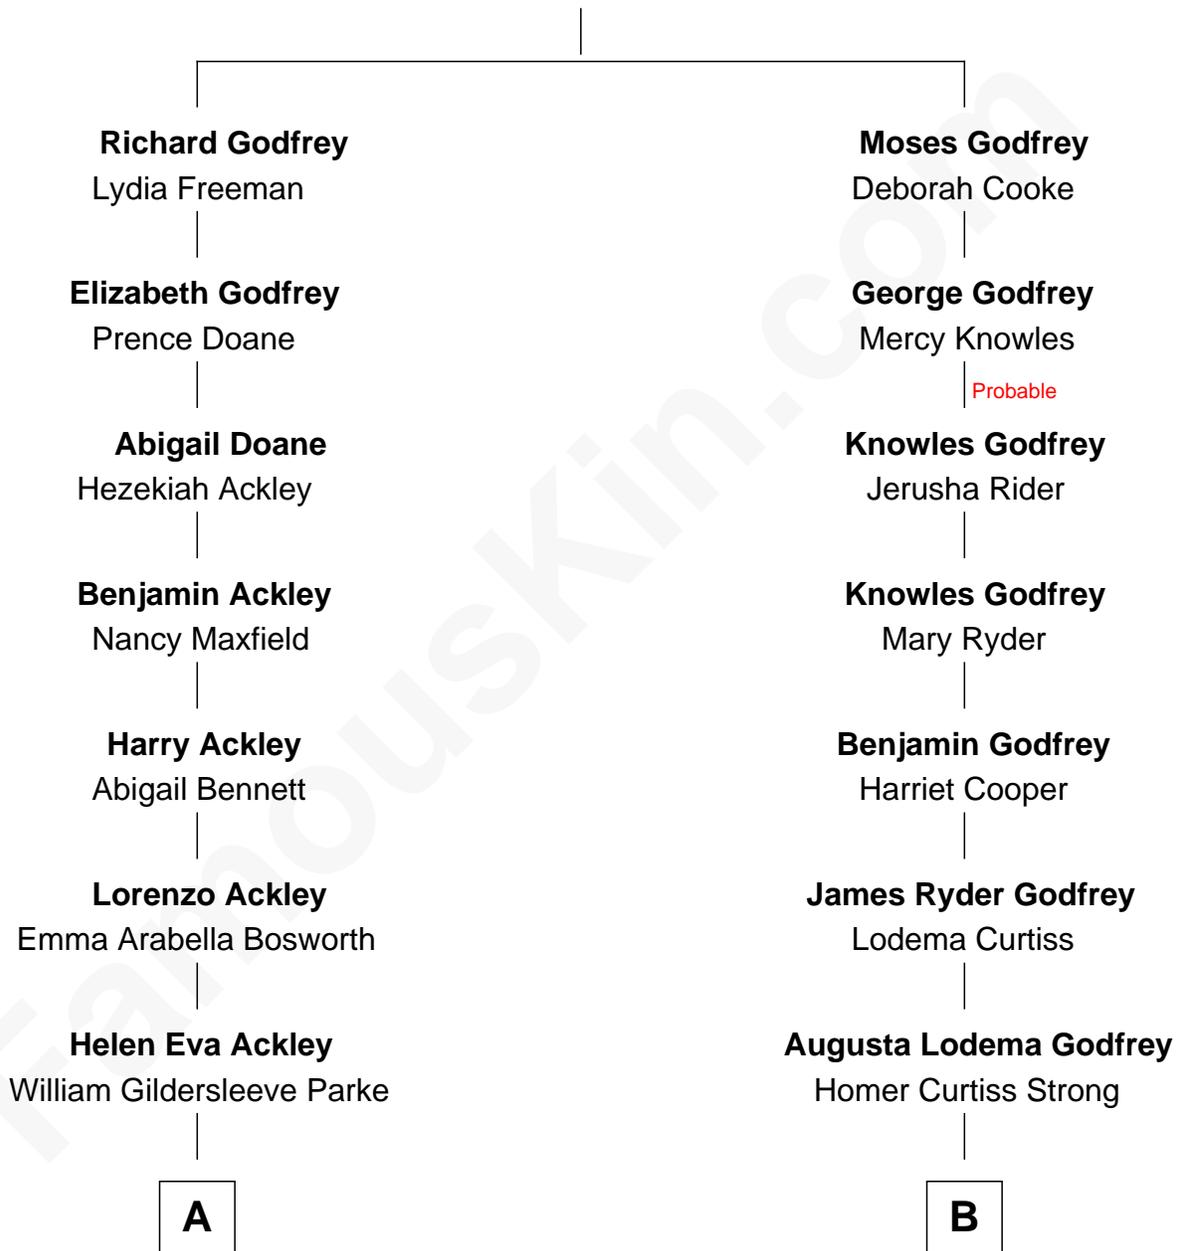 Richard Godfrey
Lydia Freeman
Elizabeth Godfrey
Prence Doane
Abigail Doane
Hezekiah Ackley
Benjamin Ackley
Nancy Maxfield
Harry Ackley
Abigail Bennett
Lorenzo Ackley
Emma Arabella Bosworth
Helen Eva Ackley
William Gildersleeve Parke
A
Moses Godfrey
Deborah Cooke
George Godfrey
Mercy Knowles
Probable
Knowles Godfrey
Jerusha Rider
Knowles Godfrey
Mary Ryder
Benjamin Godfrey
Harriet Cooper
James Ryder Godfrey
Lodema Curtiss
Augusta Lodema Godfrey
Homer Curtiss Strong
B
FamousKin.com